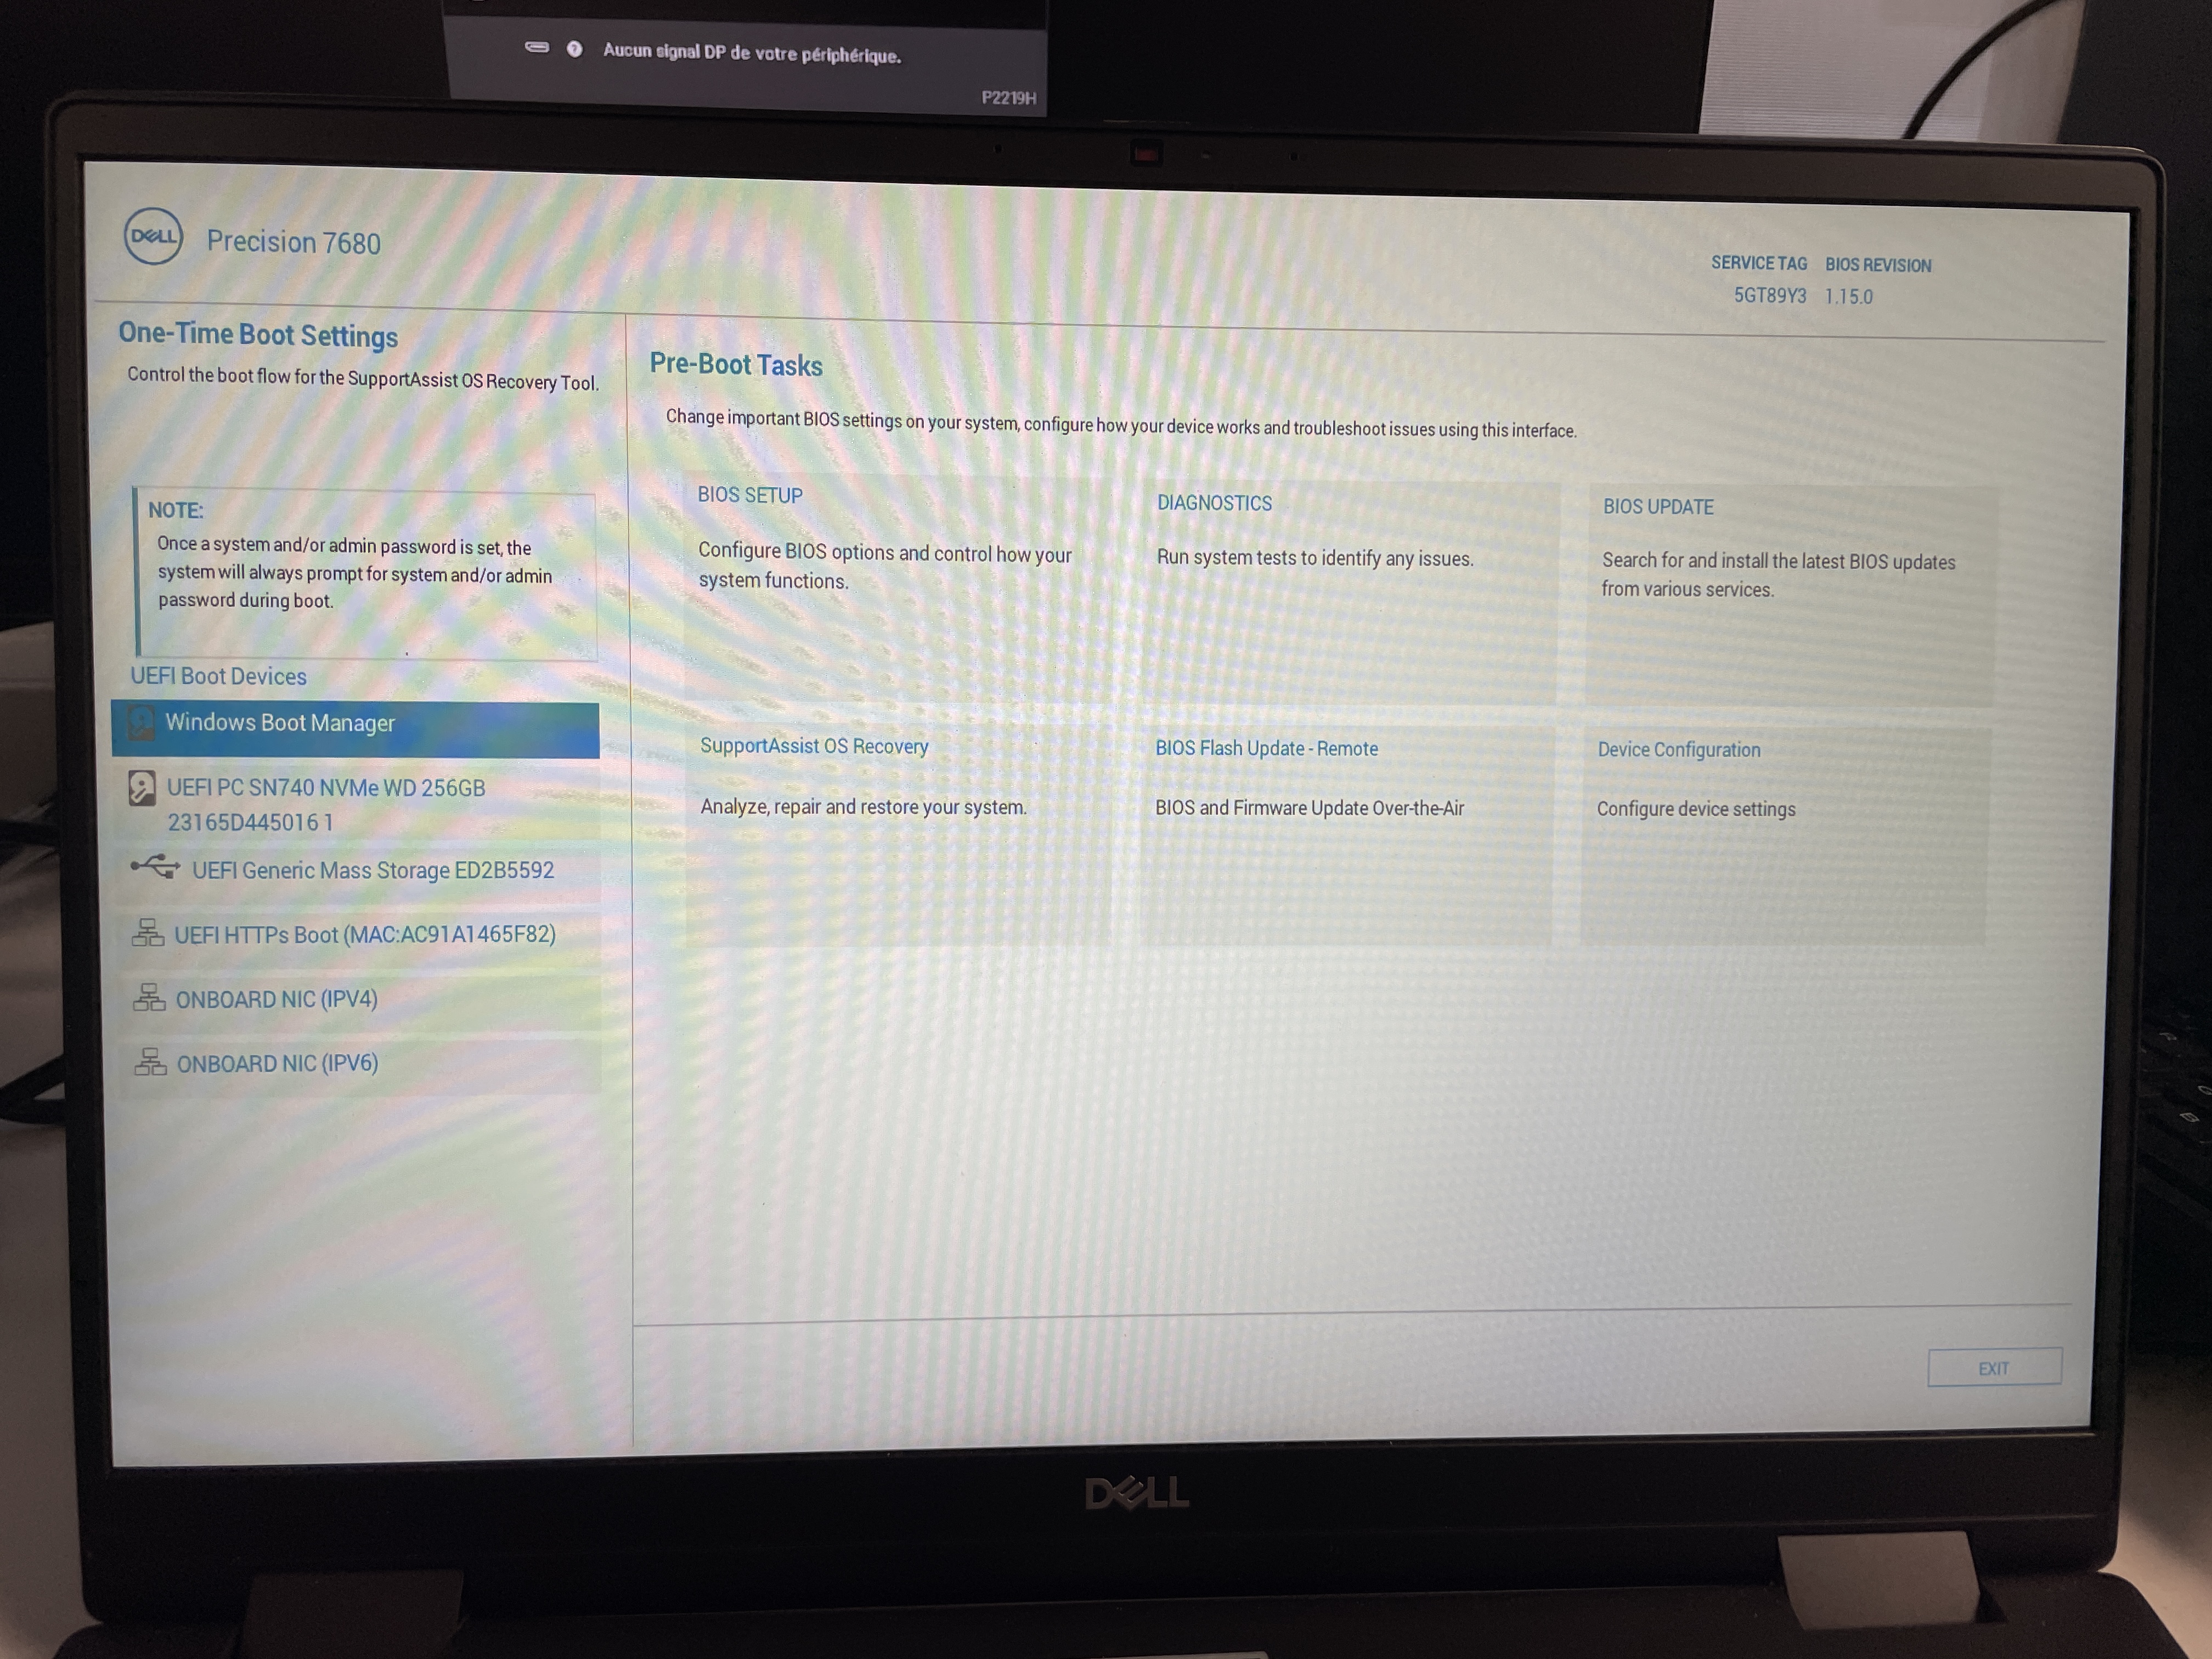 Aucun signal DP de votre périphérique.
P2219H
DELL
Precision 7680
SERVICE TAG BIOS REVISION
5GT89Y3 1.15.0
One-Time Boot Settings
Control the boot flow for the SupportAssist OS Recovery Tool.
NOTE:
Once a system and/or admin password is set, the
system will always prompt for system and/or admin
password during boot.
UEFI Boot Devices
Windows Boot Manager
UEFI PC SN740 NVMe WD 256GB
23165D445016 1
UEFI Generic Mass Storage ED2B5592
UEFI HTTPs Boot (MAC:AC91A1465F82)
ONBOARD NIC (IPV4)
ONBOARD NIC (IPV6)
Pre-Boot Tasks
Change important BIOS settings on your system, configure how your device works and troubleshoot issues using this interface.
BIOS SETUP
Configure BIOS options and control how your
system functions.
DIAGNOSTICS
Run system tests to identify any issues.
BIOS UPDATE
Search for and install the latest BIOS updates
from various services.
SupportAssist OS Recovery
Analyze, repair and restore your system.
BIOS Flash Update - Remote
BIOS and Firmware Update Over-the-Air
Device Configuration
Configure device settings
EXIT
DELL